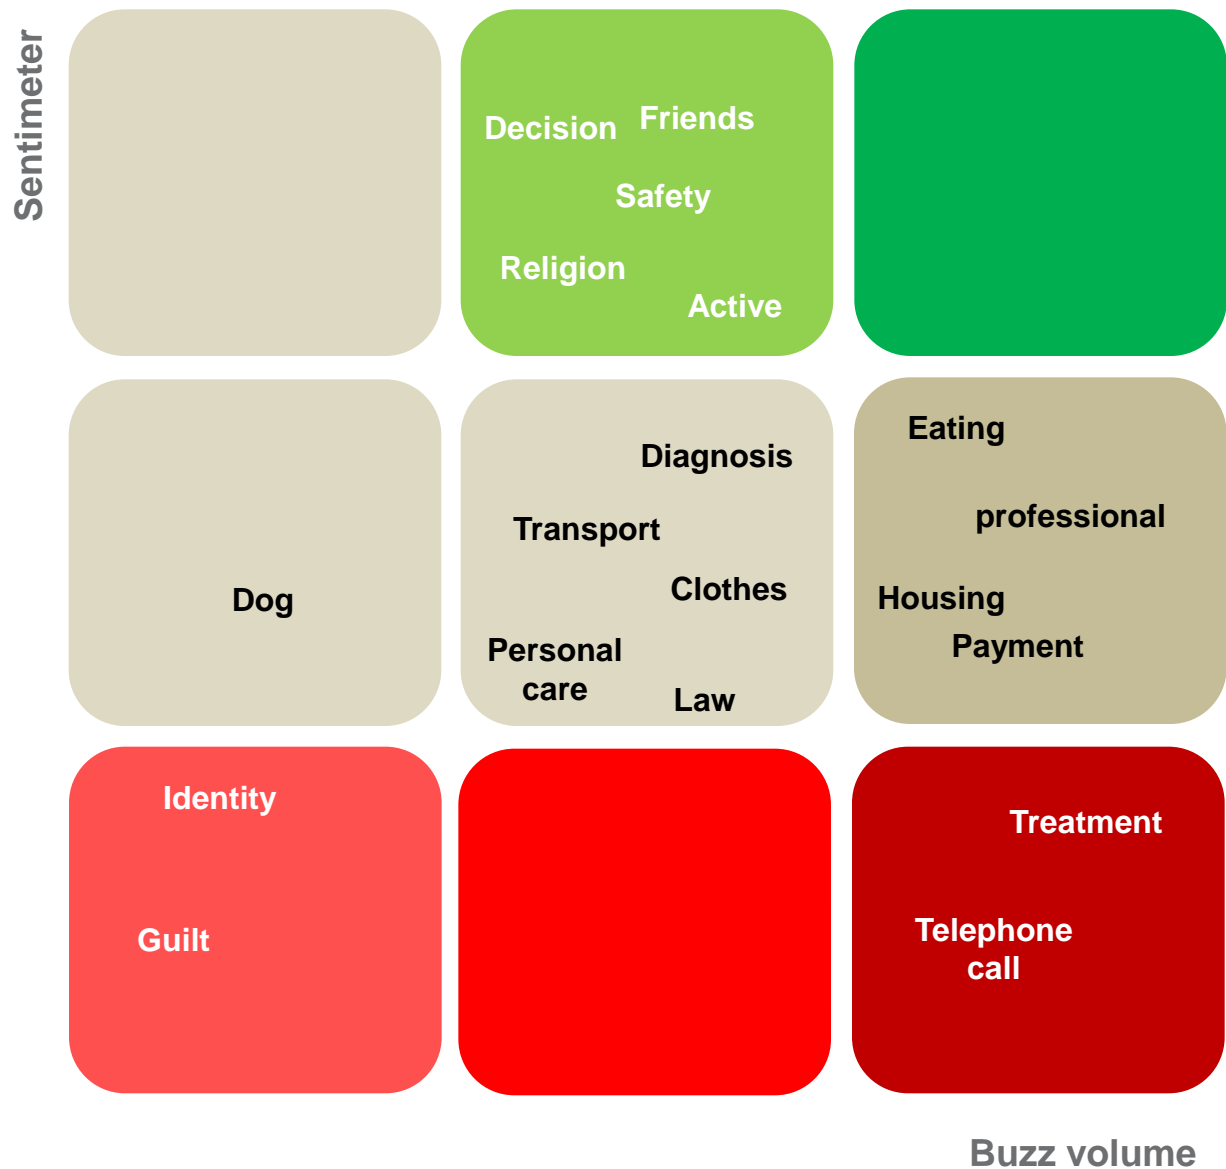 Sentimeter
Decision
Friends
Safety
Religion
Active
Diagnosis
Transport
Clothes
Personal
care
Law
Eating
professional
Housing
Payment
Dog
Identity
Guilt
Treatment
Telephone
call
Buzz volume